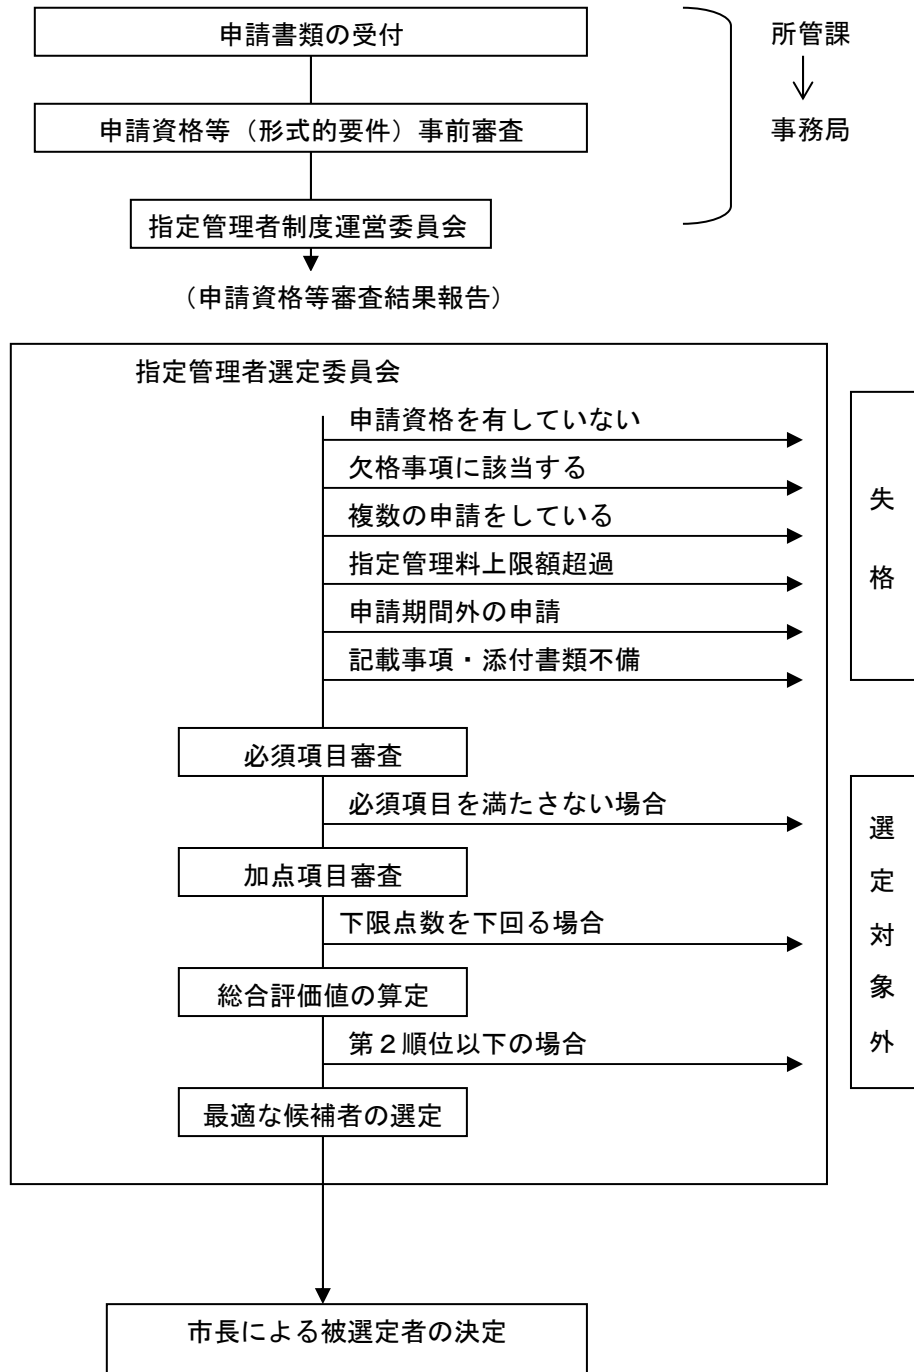 申請書類の受付
所管課
申請資格等（形式的要件）事前審査
事務局
指定管理者制度運営委員会
（申請資格等審査結果報告）
指定管理者選定委員会
申請資格を有していない
欠格事項に該当する
複数の申請をしている
指定管理料上限額超過
申請期間外の申請
記載事項・添付書類不備
失格
必須項目審査
必須項目を満たさない場合
加点項目審査
下限点数を下回る場合
総合評価値の算定
第２順位以下の場合
最適な候補者の選定
選定対象外
市長による被選定者の決定